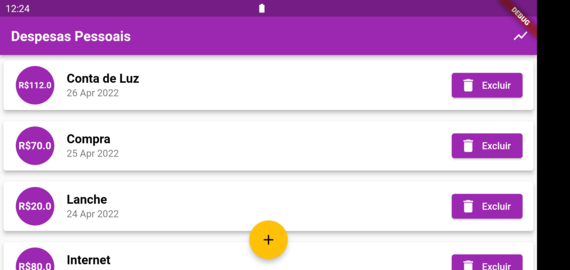 12:24
DEBUG
Despesas Pessoais
R$112.0
Conta de Luz
26 Apr 2022
Excluir
R$70.0
Compra
25 Apr 2022
Excluir
R$20.0
Lanche
24 Apr 2022
Excluir
+
R$80.0
Internet
Excluir